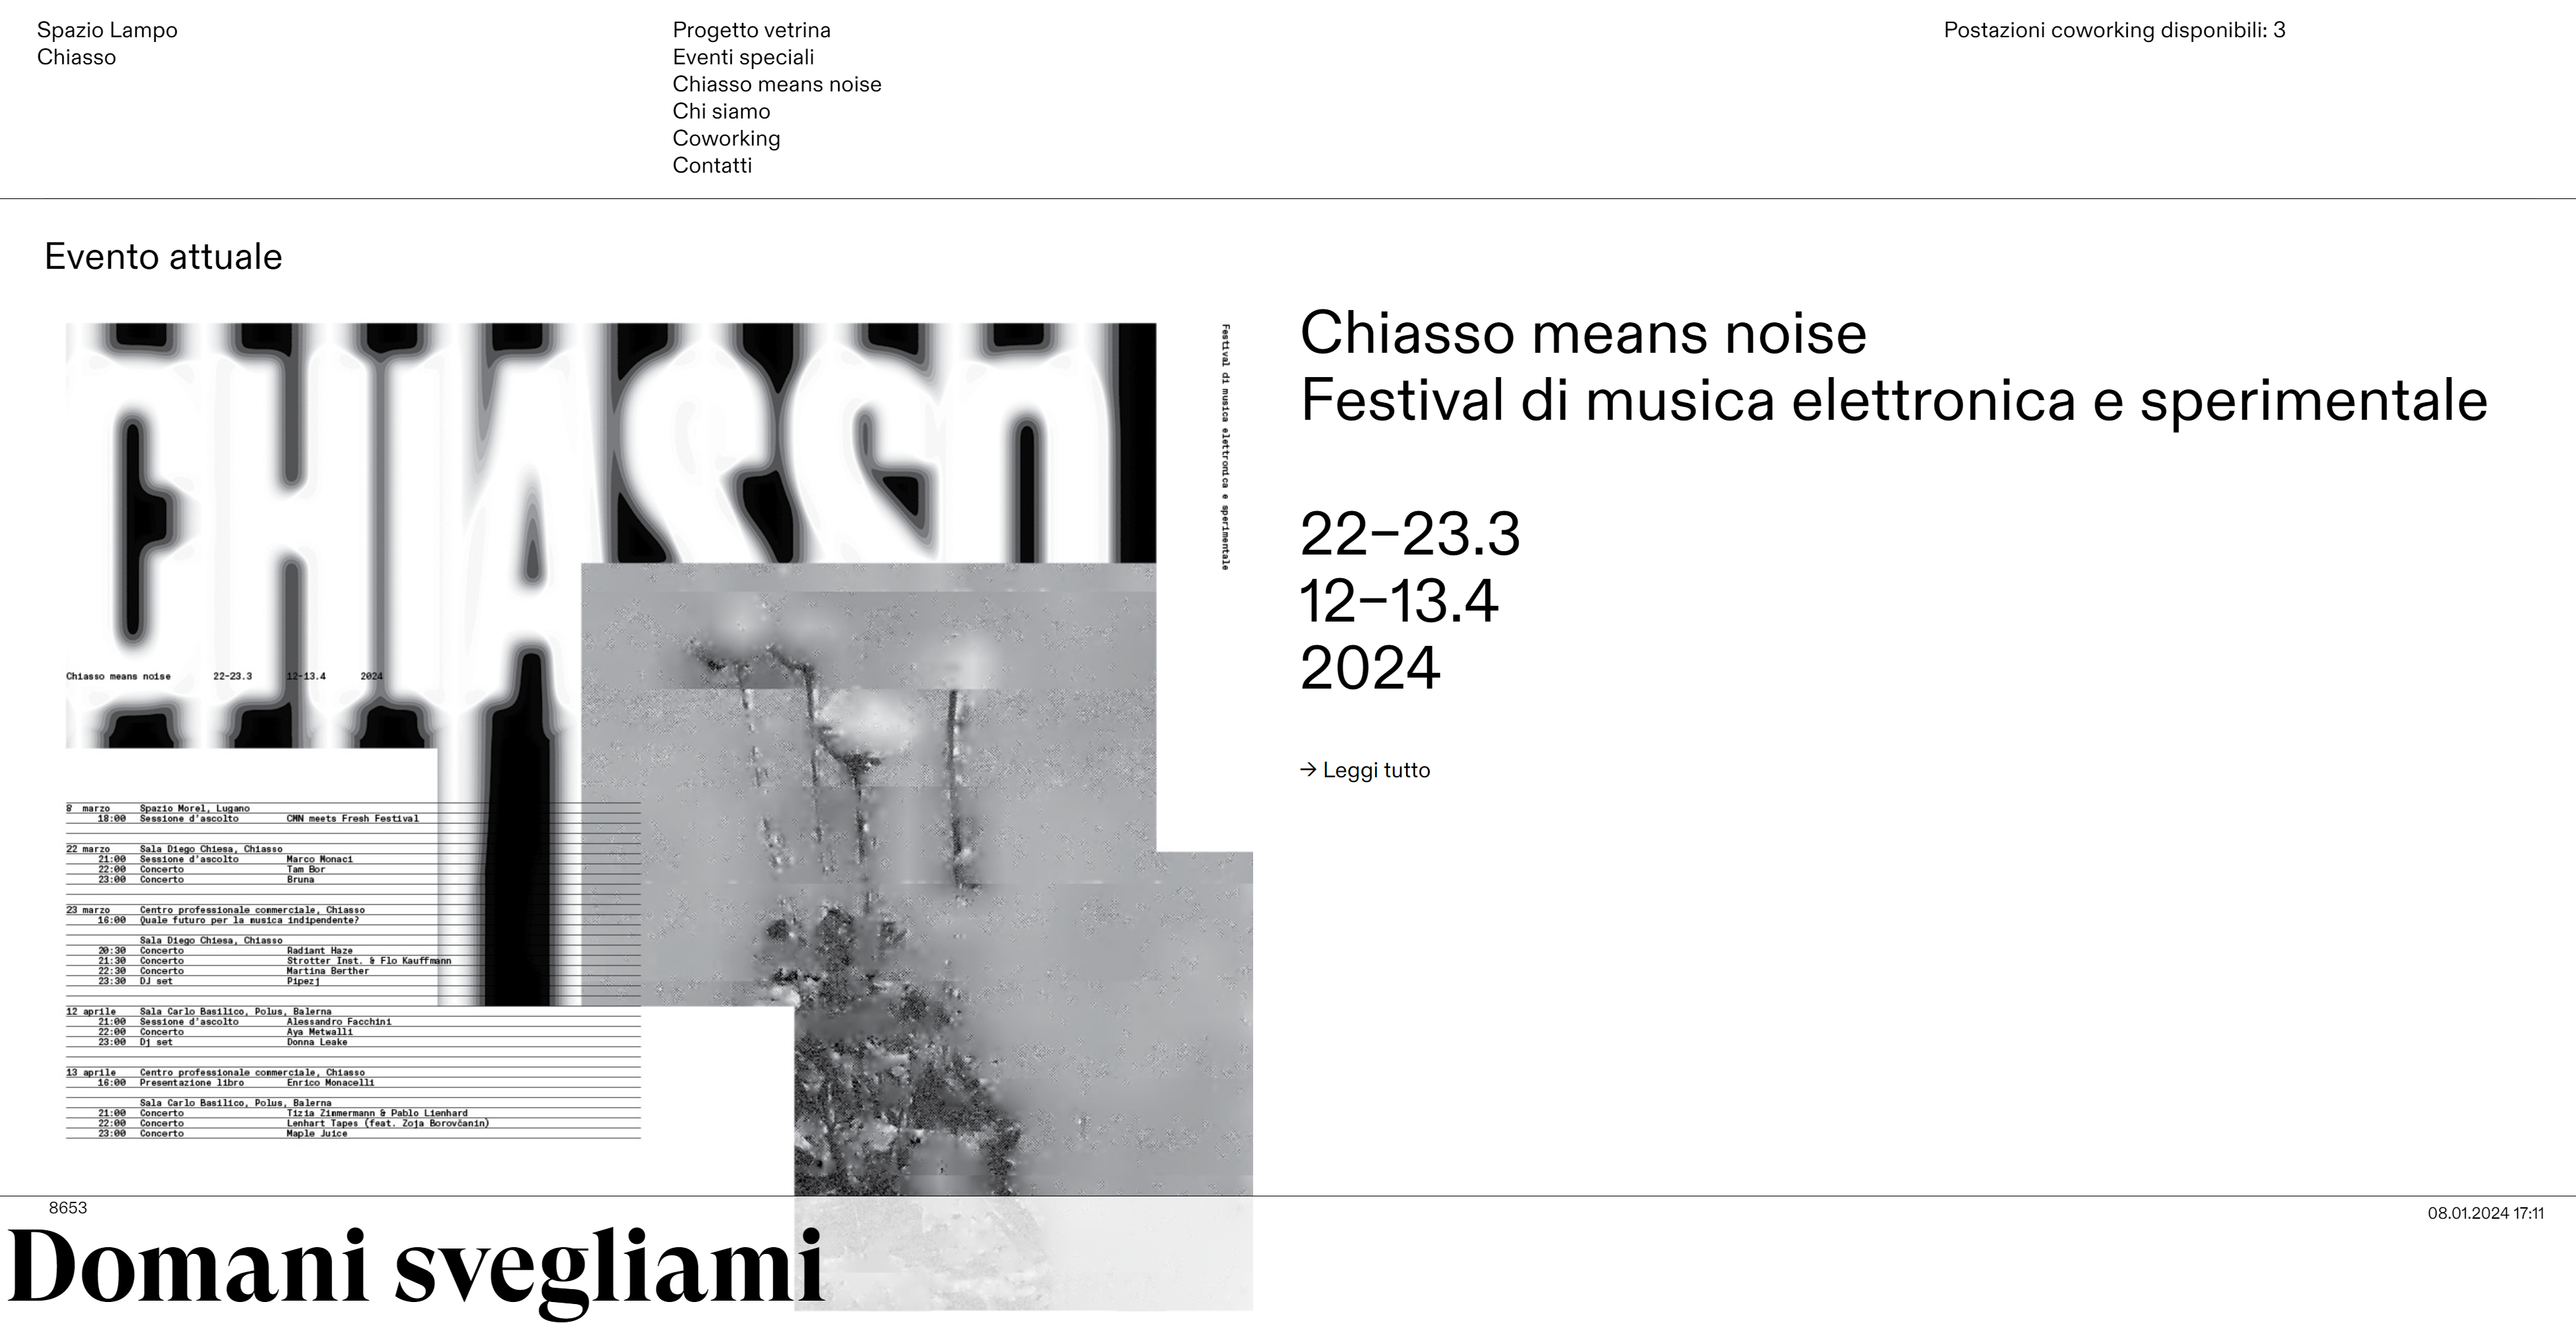 Spazio Lampo
Chiasso
Progetto vetrina
Eventi speciali
Chiasso means noise
Chi siamo
Coworking
Contatti
Postazioni coworking disponibili: 3
Evento attuale
CHIASSO
Festival di musica elettronica e sperimentale
Chiasso means noise 22-23.3 12-13.4 2024
8 marzo Spazio Morel, Lugano
18:00 Sessione d'ascolto CMN meets Fresh Festival
22 marzo Sala Diego Chiesa, Chiasso
21:00 Sessione d'ascolto Marco Monaci
22:00 Concerto Tam Bor
23:00 Concerto Bruna
23 marzo Centro professionale commerciale, Chiasso
16:00 Quale futuro per la musica indipendente?
Sala Diego Chiesa, Chiasso
20:30 Concerto Radiant Haze
21:30 Concerto Strotter Inst. & Flo Kauffmann
22:30 Concerto Martina Berther
23:30 DJ set Pipezj
12 aprile Sala Carlo Basilico, Polus, Balerna
21:00 Sessione d'ascolto Alessandro Facchini
22:00 Concerto Aya Metwalli
23:00 Dj set Donna Leake
13 aprile Centro professionale commerciale, Chiasso
16:00 Presentazione libro Enrico Monacelli
Sala Carlo Basilico, Polus, Balerna
21:00 Concerto Tizia Zimmermann & Pablo Lienhard
22:00 Concerto Lenhart Tapes (feat. Zoja Borovčanin)
23:00 Concerto Maple Juice
Chiasso means noise
Festival di musica elettronica e sperimentale
22–23.3
12–13.4
2024
→ Leggi tutto
8653
08.01.2024 17:11
Domani svegliami